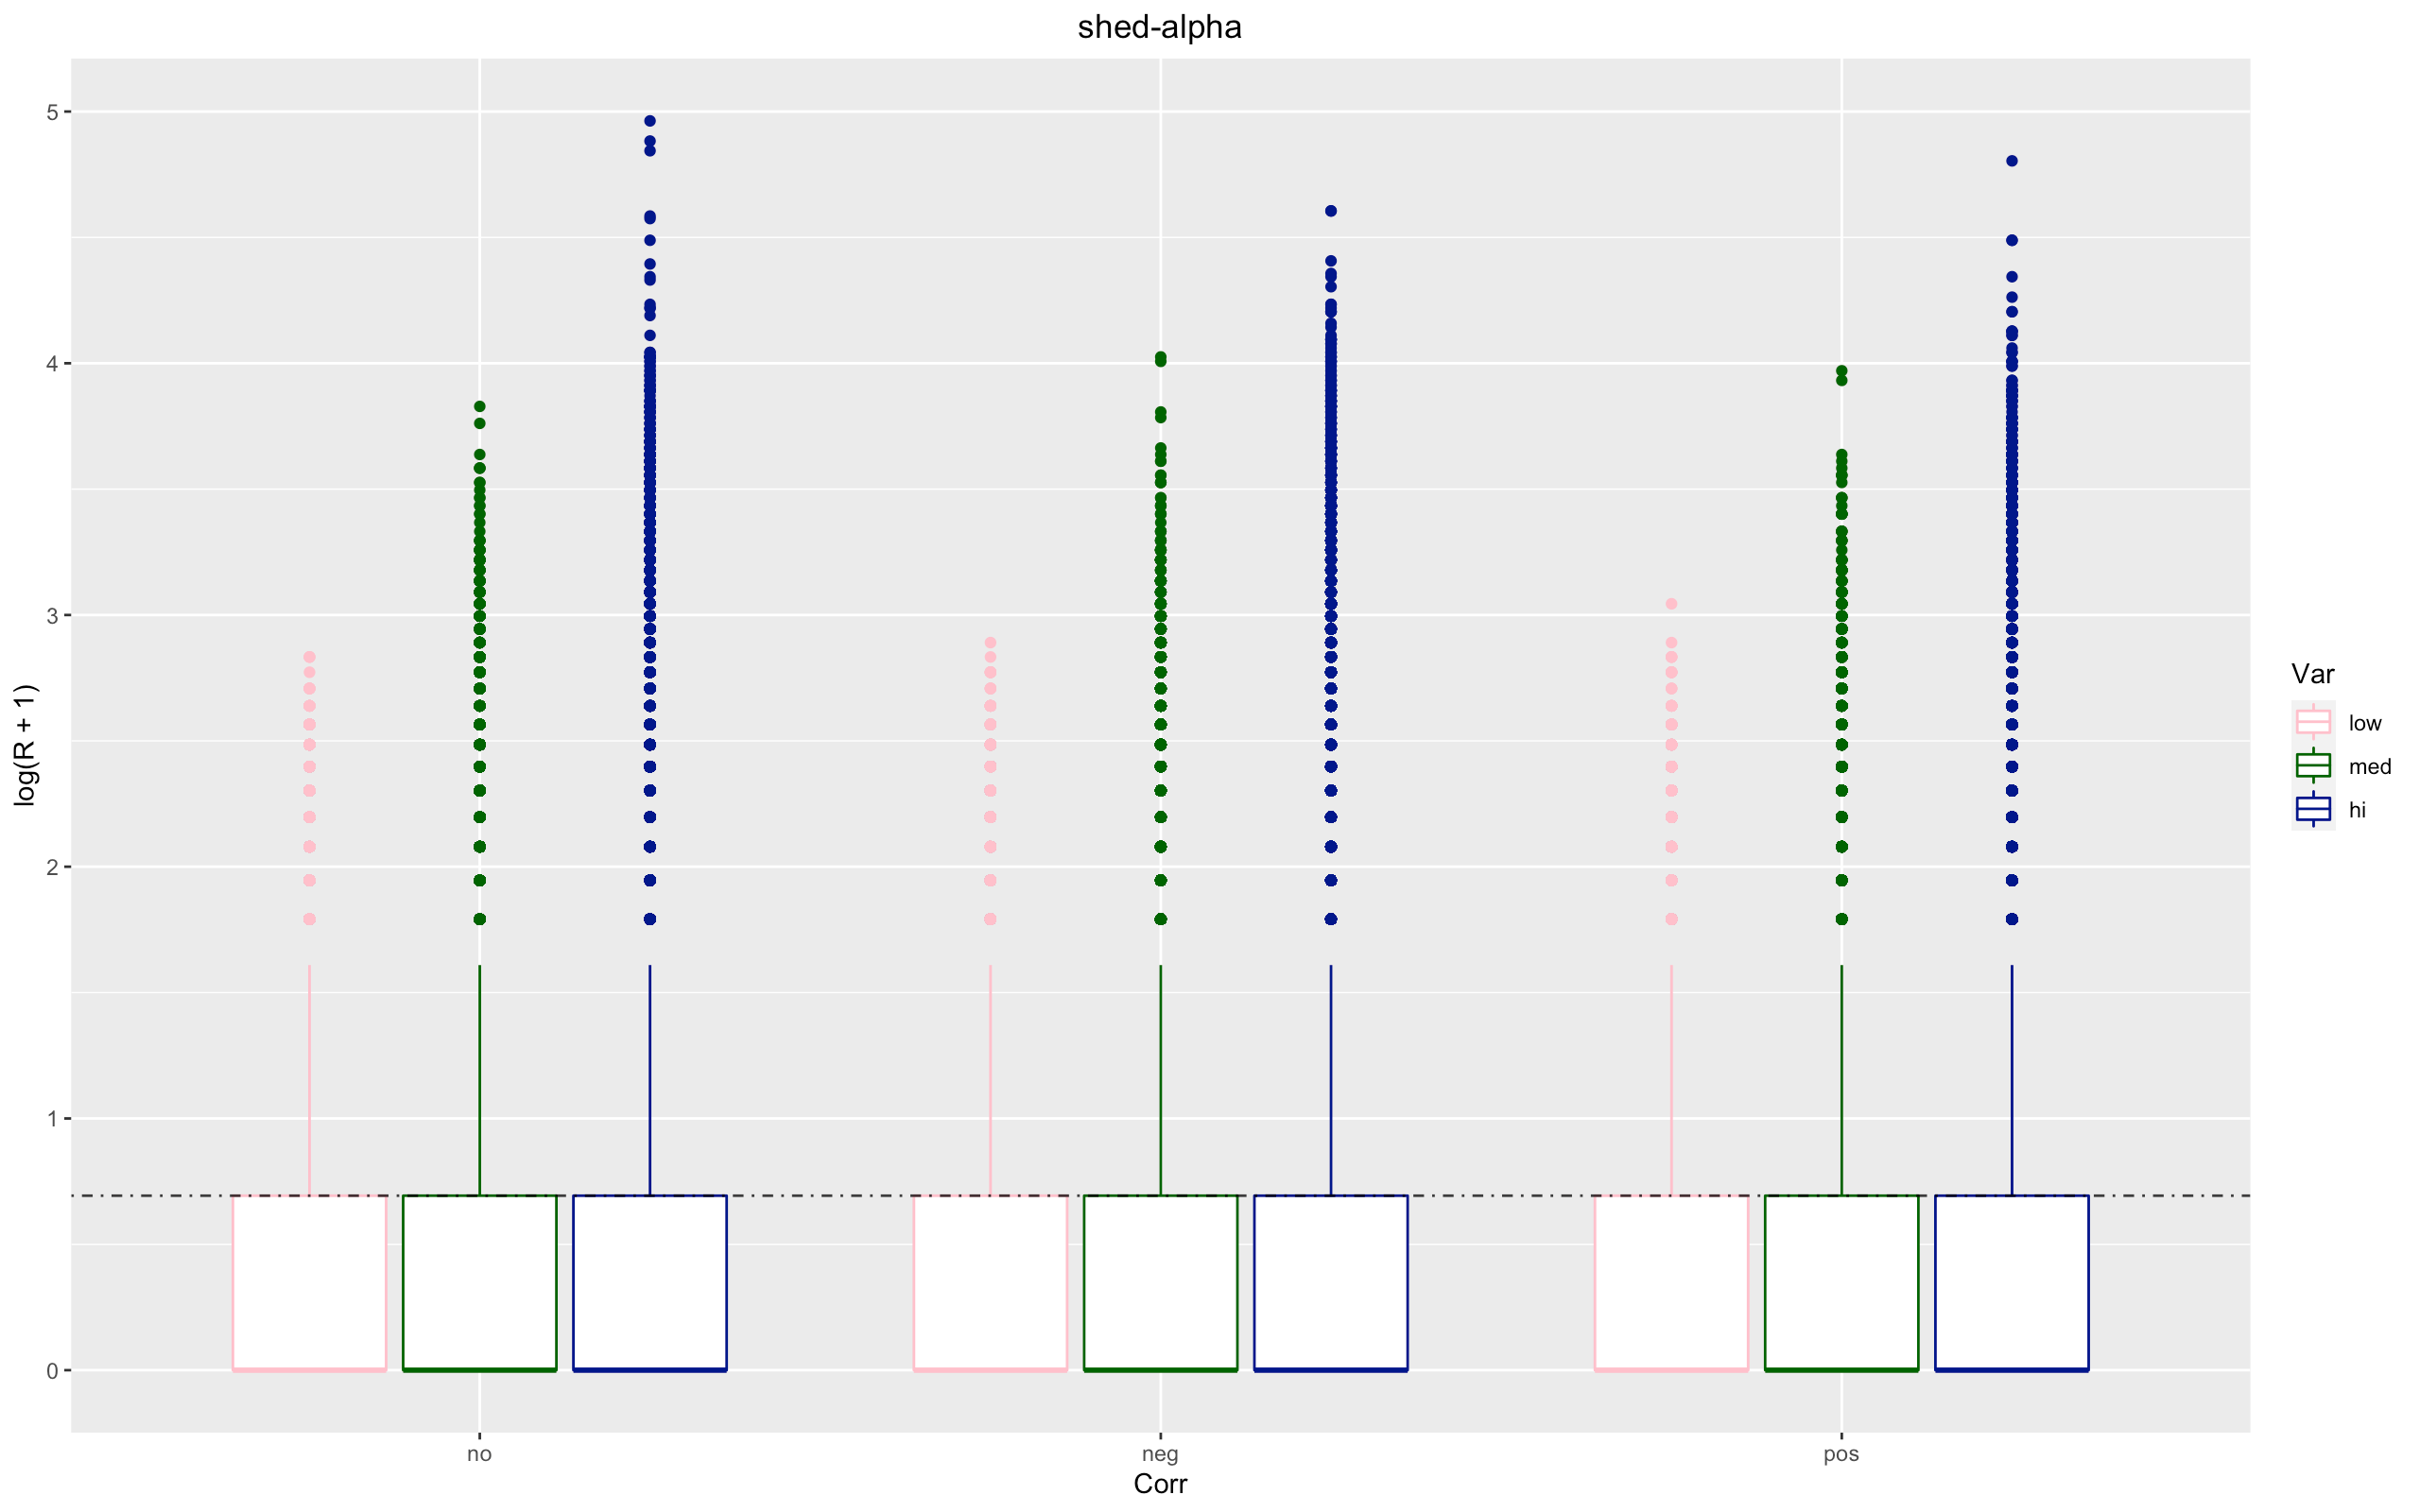 shed-alpha
log(R + 1)
5
4
3
2
1
0
no
neg
pos
Corr
Var
low
med
hi